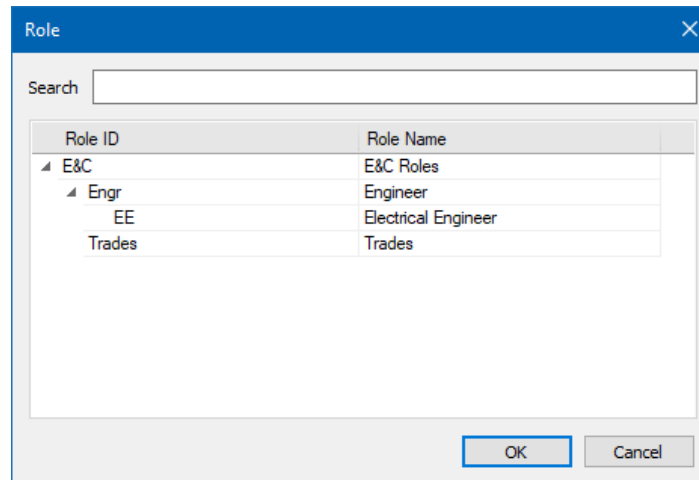 Role
Search
Role ID Role Name
E&C E&C Roles
Engr Engineer
EE Electrical Engineer
Trades Trades
OK Cancel